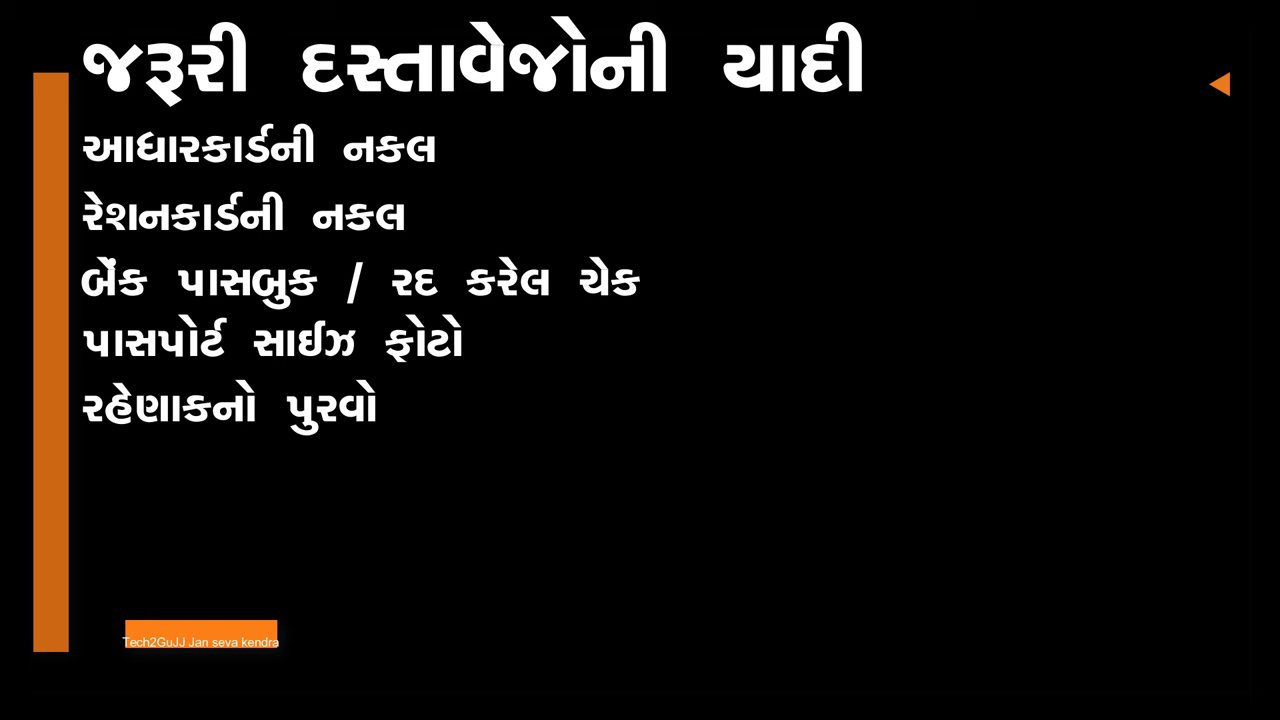 જરૂરી દસ્તાવેજોની યાદી
આધારકાર્ડની નકલ
રેશનકાર્ડની નકલ
બેંક પાસબુક / રદ કરેલ ચેક
પાસપોર્ટ સાઈઝ ફોટો
રહેણાકનો પુરવો
Tech2GuJJ Jan seva kendra